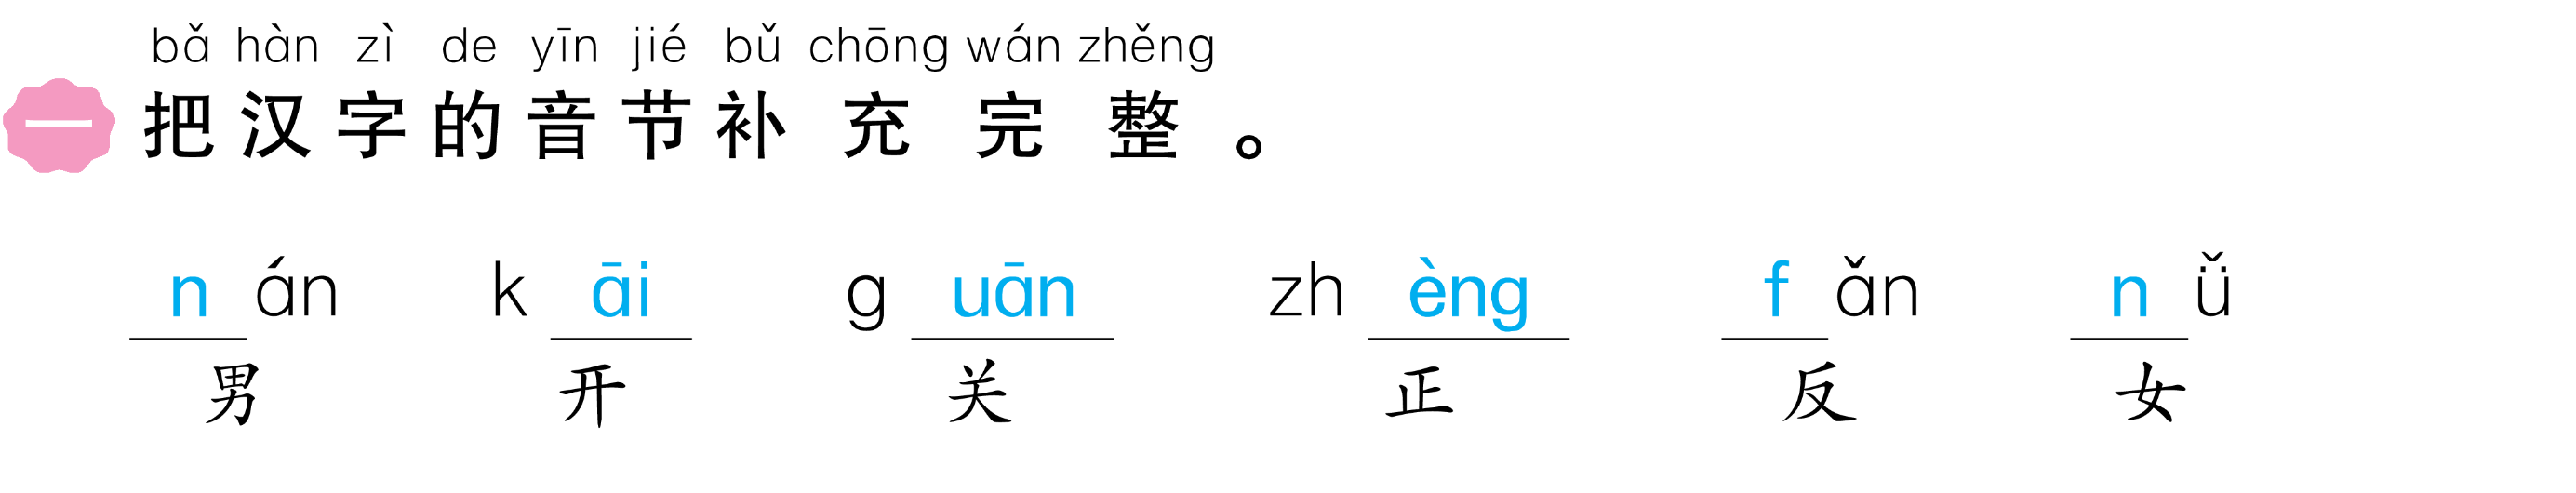 bǎ hàn zì de yīn jié bǔ chōng wán zhěng
一 把汉字的音节补充完整。
n án k āi g uān zh èng f ǎn n ǚ
男 开 关 正 反 女